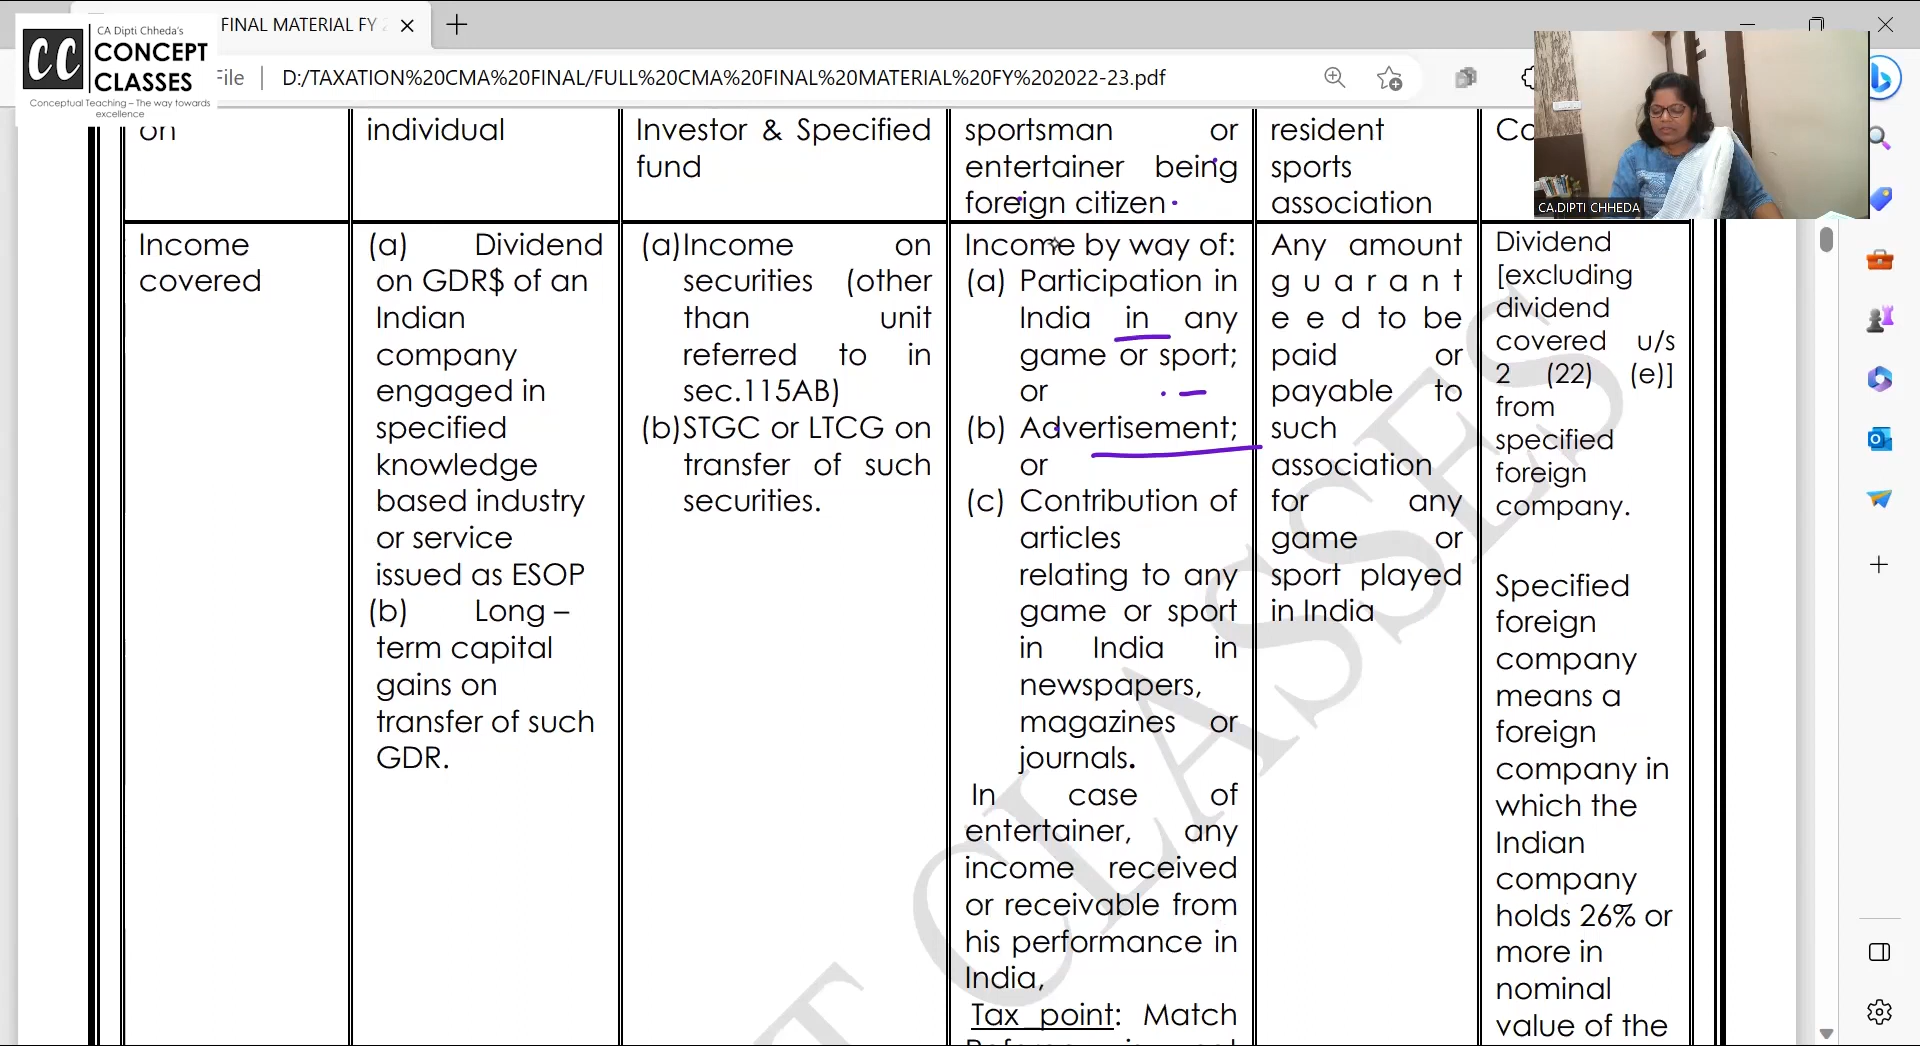 FINAL MATERIAL FY 2
CA Dipti Chheda's
CC CONCEPT
CLASSES
Conceptual Teaching – The way towards
excellence
File
D:/TAXATION%20CMA%20FINAL/FULL%20CMA%20FINAL%20MATERIAL%20FY%202022-23.pdf
CA.DIPTI CHHEDA
on
individual
Investor & Specified
fund
sportsman or
entertainer being
foreign citizen
resident
sports
association
Co
Income
covered
(a) Dividend
on GDR$ of an
Indian
company
engaged in
specified
knowledge
based industry
or service
issued as ESOP
(b) Long –
term capital
gains on
transfer of such
GDR.
(a)Income on
securities (other
than unit
referred to in
sec.115AB)
(b)STGC or LTCG on
transfer of such
securities.
Income by way of:
(a) Participation in
India in any
game or sport;
or
(b) Advertisement;
or
(c) Contribution of
articles
relating to any
game or sport
in India in
newspapers,
magazines or
journals.
In case of
entertainer, any
income received
or receivable from
his performance in
India,
Tax point: Match
Any amount
g u a r a n t
e e d to be
paid or
payable to
such
association
for any
game or
sport played
in India
Dividend
[excluding
dividend
covered u/s
2 (22) (e)]
from
specified
foreign
company.
Specified
foreign
company
means a
foreign
company in
which the
Indian
company
holds 26% or
more in
nominal
value of the
T CLASSES